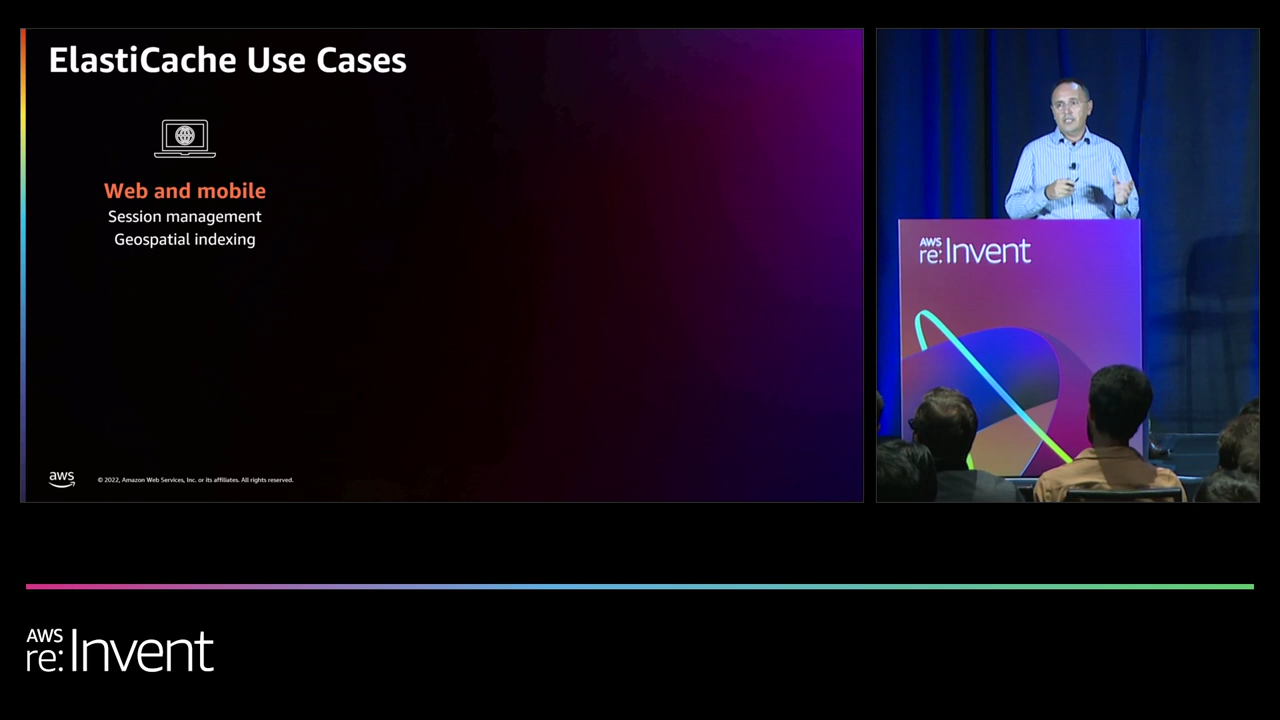 ElastiCache Use Cases
Web and mobile
Session management
Geospatial indexing
aws
© 2022, Amazon Web Services, Inc. or its affiliates. All rights reserved.
AWS
re:Invent
AWS
re:Invent